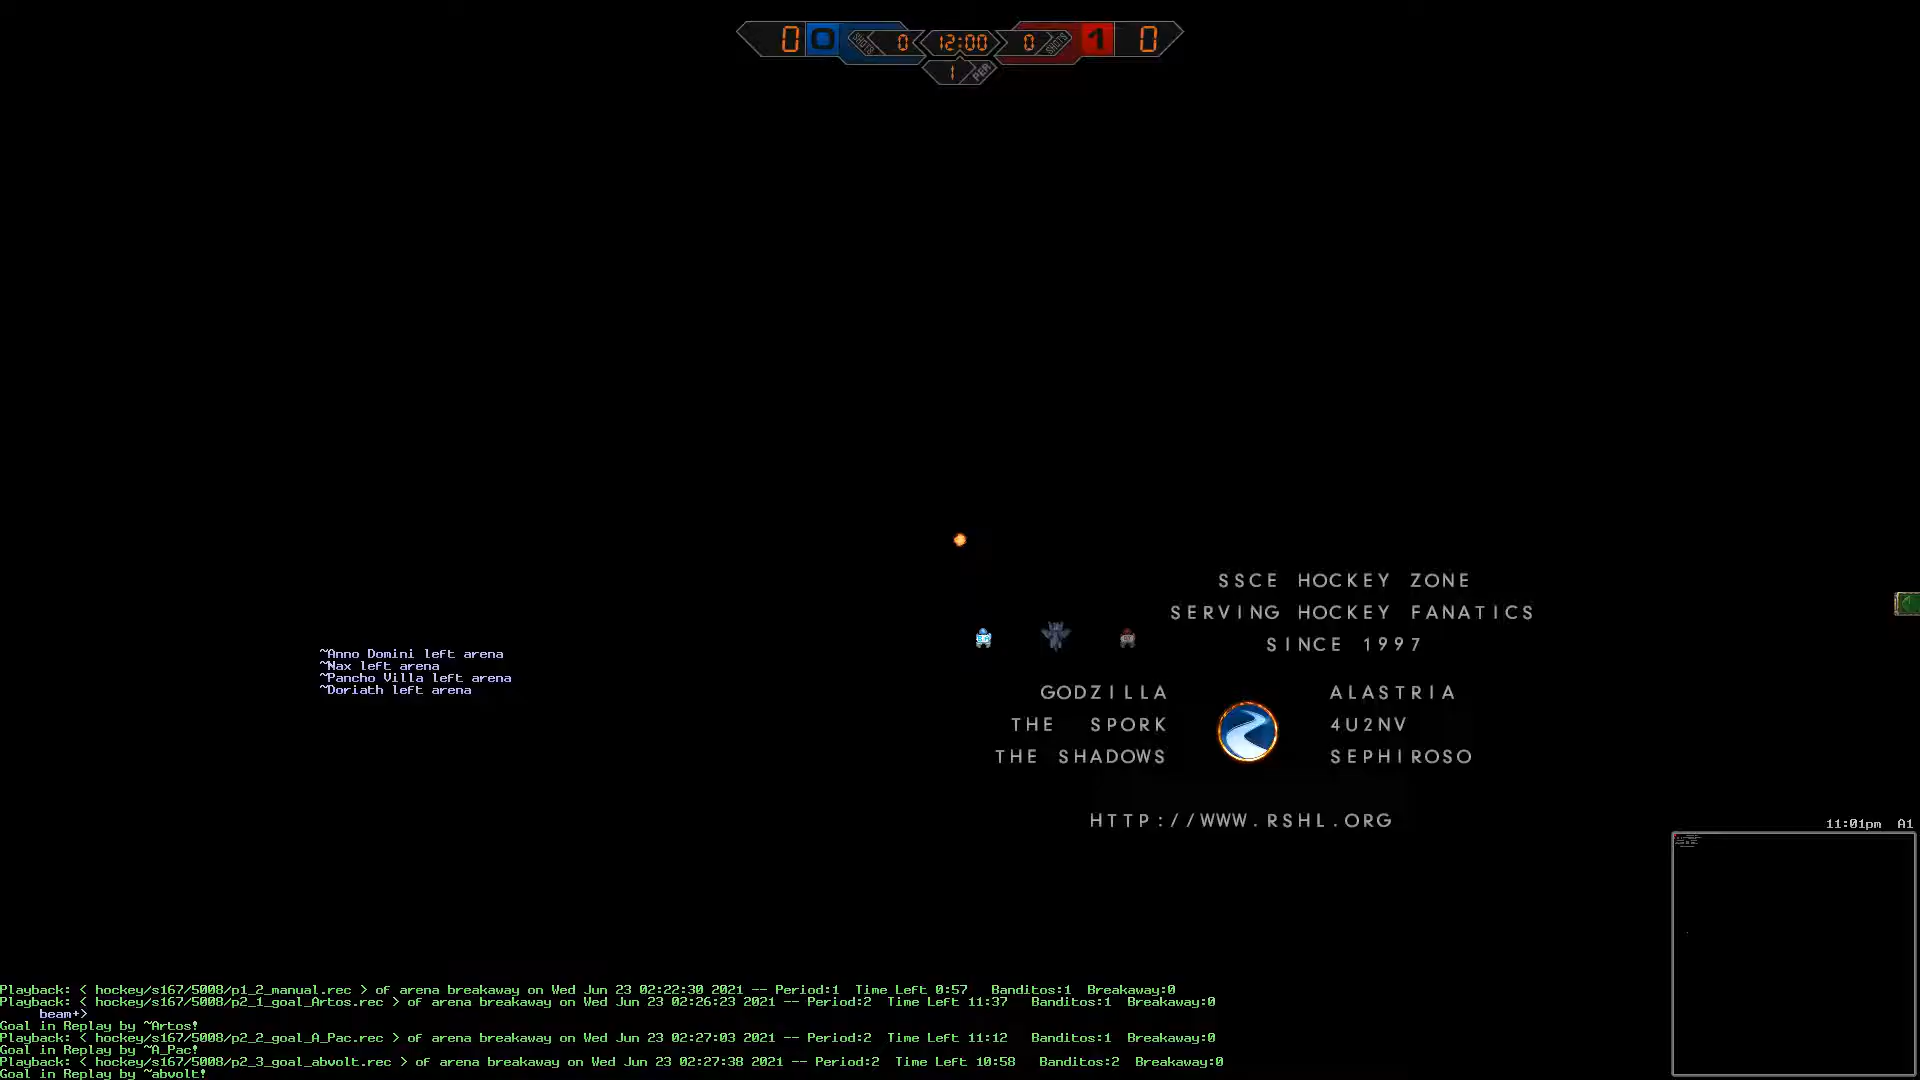 0 0 SHOTS 0 12:00 0 SHOTS 1 0
1 PER
SSCE HOCKEY ZONE
SERVING HOCKEY FANATICS
SINCE 1997
~Anno Domini left arena
~Nax left arena
~Pancho Villa left arena
~Doriath left arena
GODZILLA ALASTRIA
THE SPORK 4U2NV
THE SHADOWS SEPHIROSO
HTTP://WWW.RSHL.ORG
11:01pm A1
Playback: < hockey/s167/5008/p1_2_manual.rec > of arena breakaway on Wed Jun 23 02:22:30 2021 -- Period:1 Time Left 0:57 Banditos:1 Breakaway:0
Playback: < hockey/s167/5008/p2_1_goal_Artos.rec > of arena breakaway on Wed Jun 23 02:26:23 2021 -- Period:2 Time Left 11:37 Banditos:1 Breakaway:0
beam+>
Goal in Replay by ~Artos!
Playback: < hockey/s167/5008/p2_2_goal_A_Pac.rec > of arena breakaway on Wed Jun 23 02:27:03 2021 -- Period:2 Time Left 11:12 Banditos:1 Breakaway:0
Goal in Replay by ~A_Pac!
Playback: < hockey/s167/5008/p2_3_goal_abvolt.rec > of arena breakaway on Wed Jun 23 02:27:38 2021 -- Period:2 Time Left 10:58 Banditos:2 Breakaway:0
Goal in Replay by ~abvolt!